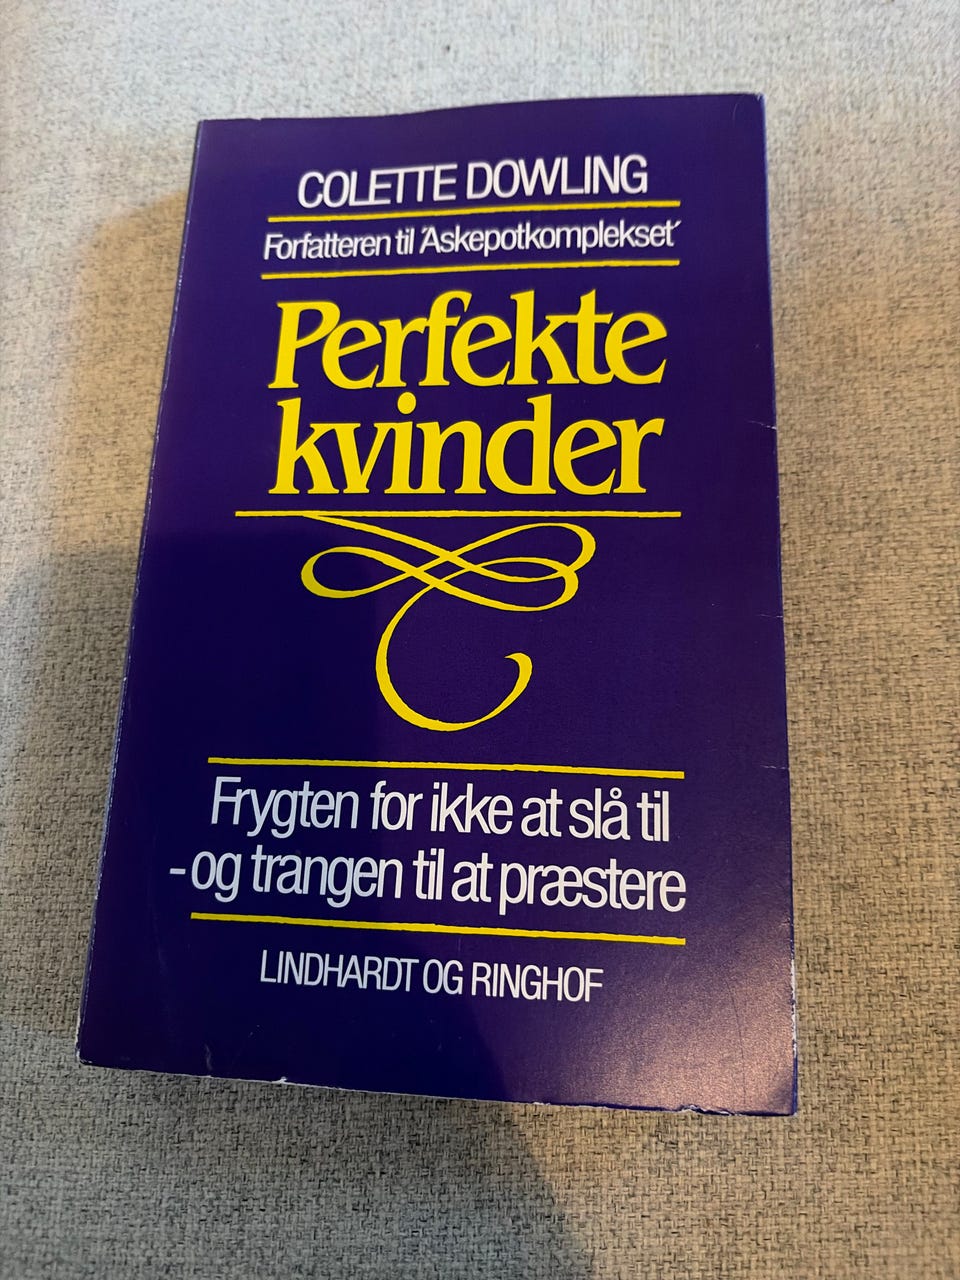 COLETTE DOWLING
Forfatteren til ´Askepotkomplekset´
Perfekte
kvinder
Frygten for ikke at slå til
- og trangen til at præstere
LINDHARDT OG RINGHOF